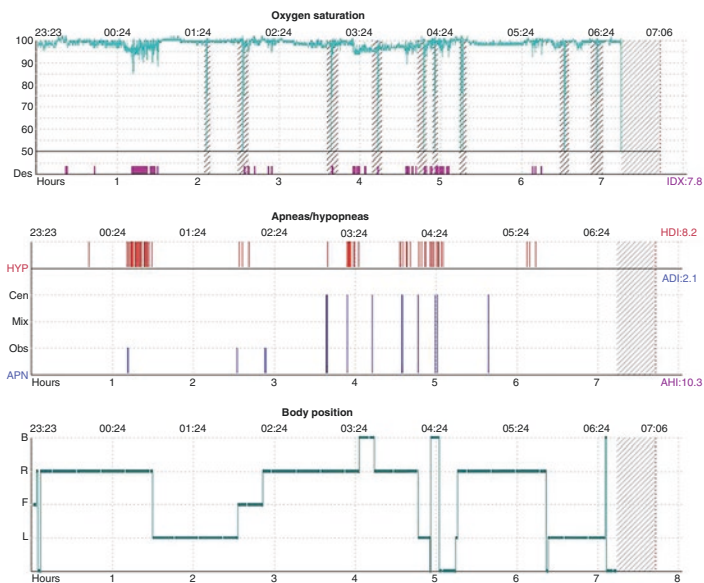 Oxygen saturation
23:23 00:24 01:24 02:24 03:24 04:24 05:24 06:24 07:06
100
90
80
70
60
50
Des
Hours 1 2 3 4 5 6 7 IDX:7.8
Apneas/hypopneas
23:23 00:24 01:24 02:24 03:24 04:24 05:24 06:24 HDI:8.2
HYP
ADI:2.1
Cen
Mix
Obs
APN
Hours 1 2 3 4 5 6 7 AHI:10.3
Body position
23:23 00:24 01:24 02:24 03:24 04:24 05:24 06:24 07:06
B
R
F
L
Hours 1 2 3 4 5 6 7 8